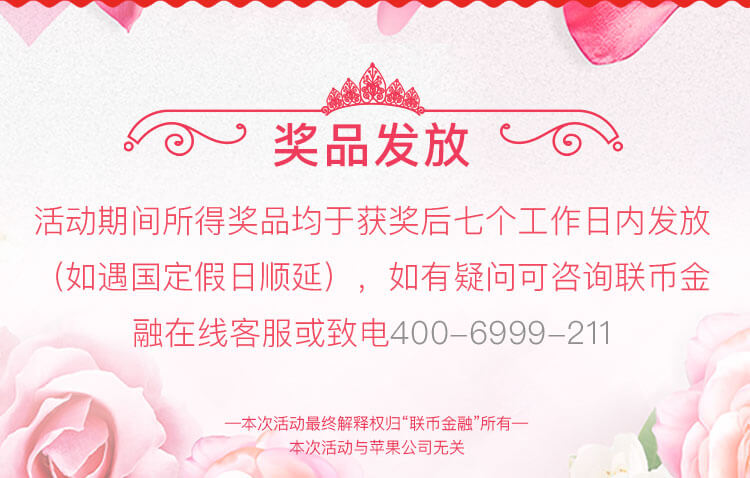 奖品发放
活动期间所得奖品均于获奖后七个工作日内发放
（如遇国定假日顺延），如有疑问可咨询联币金
融在线客服或致电400-6999-211
—本次活动最终解释权归“联币金融”所有—
本次活动与苹果公司无关